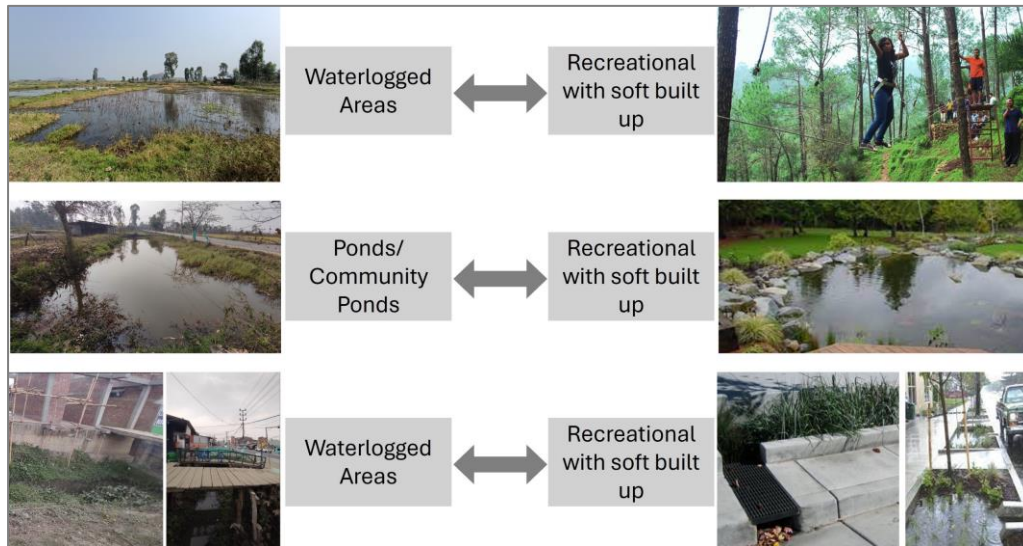 Waterlogged
Areas
Recreational
with soft built
up
Ponds/
Community
Ponds
Recreational
with soft built
up
Waterlogged
Areas
Recreational
with soft built
up